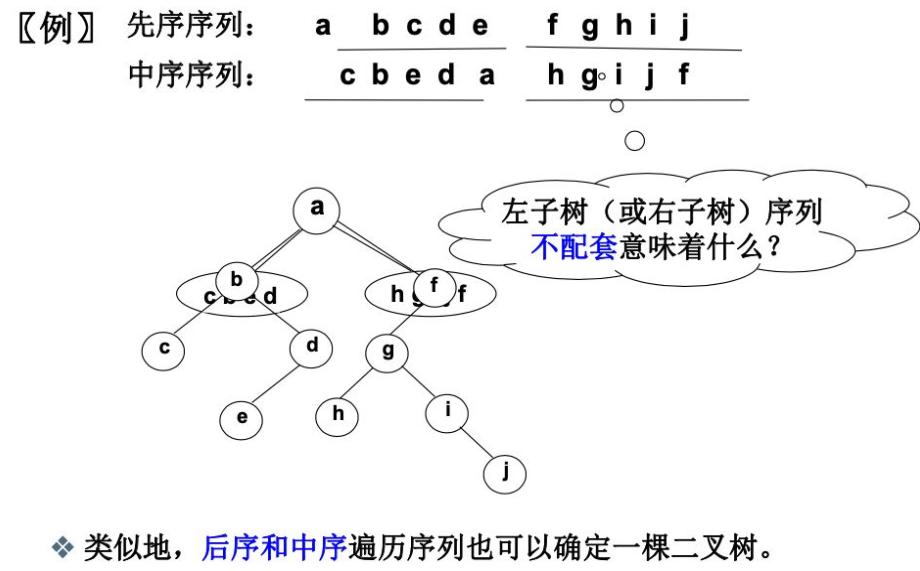 〖例〗 先序序列： a b c d e f g h i j
中序序列： c b e d a h g i j f
左子树（或右子树）序列
不配套意味着什么？
a
b f
c d h f
c d g
e h i
j
❖ 类似地，后序和中序遍历序列也可以确定一棵二叉树。